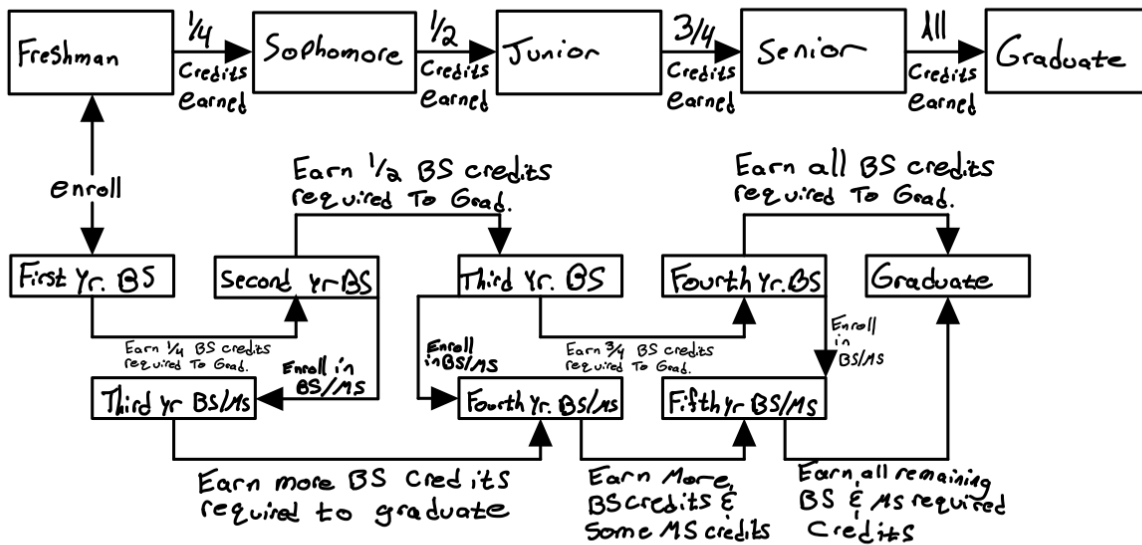 Freshman
1/4
Credits
earned
Sophomore
1/2
Credits
earned
Junior
3/4
Credits
earned
Senior
All
Credits
earned
Graduate
enroll
Earn 1/2 BS credits
required To Grad.
Earn all BS credits
required To Grad.
First Yr. BS
Second yr BS
Third Yr. BS
Fourth Yr. BS
Graduate
Earn 1/4 BS credits
required To Grad.
Enroll in
BS/MS
Enroll
in BS/MS
Earn 3/4 BS credits
required To Grad.
Enroll
in
BS/MS
Third yr BS/MS
Fourth Yr. BS/MS
Fifth yr BS/MS
Earn more BS Credits
required to graduate
Earn More
BS credits &
Some MS credits
Earn all remaining
BS & MS required
Credits